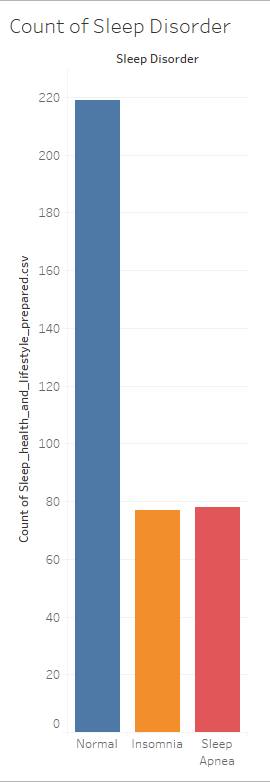 Count of Sleep Disorder
Sleep Disorder
Count of Sleep_health_and_lifestyle_prepared.csv
220
200
180
160
140
120
100
80
60
40
20
0
Normal
Insomnia
Sleep
Apnea